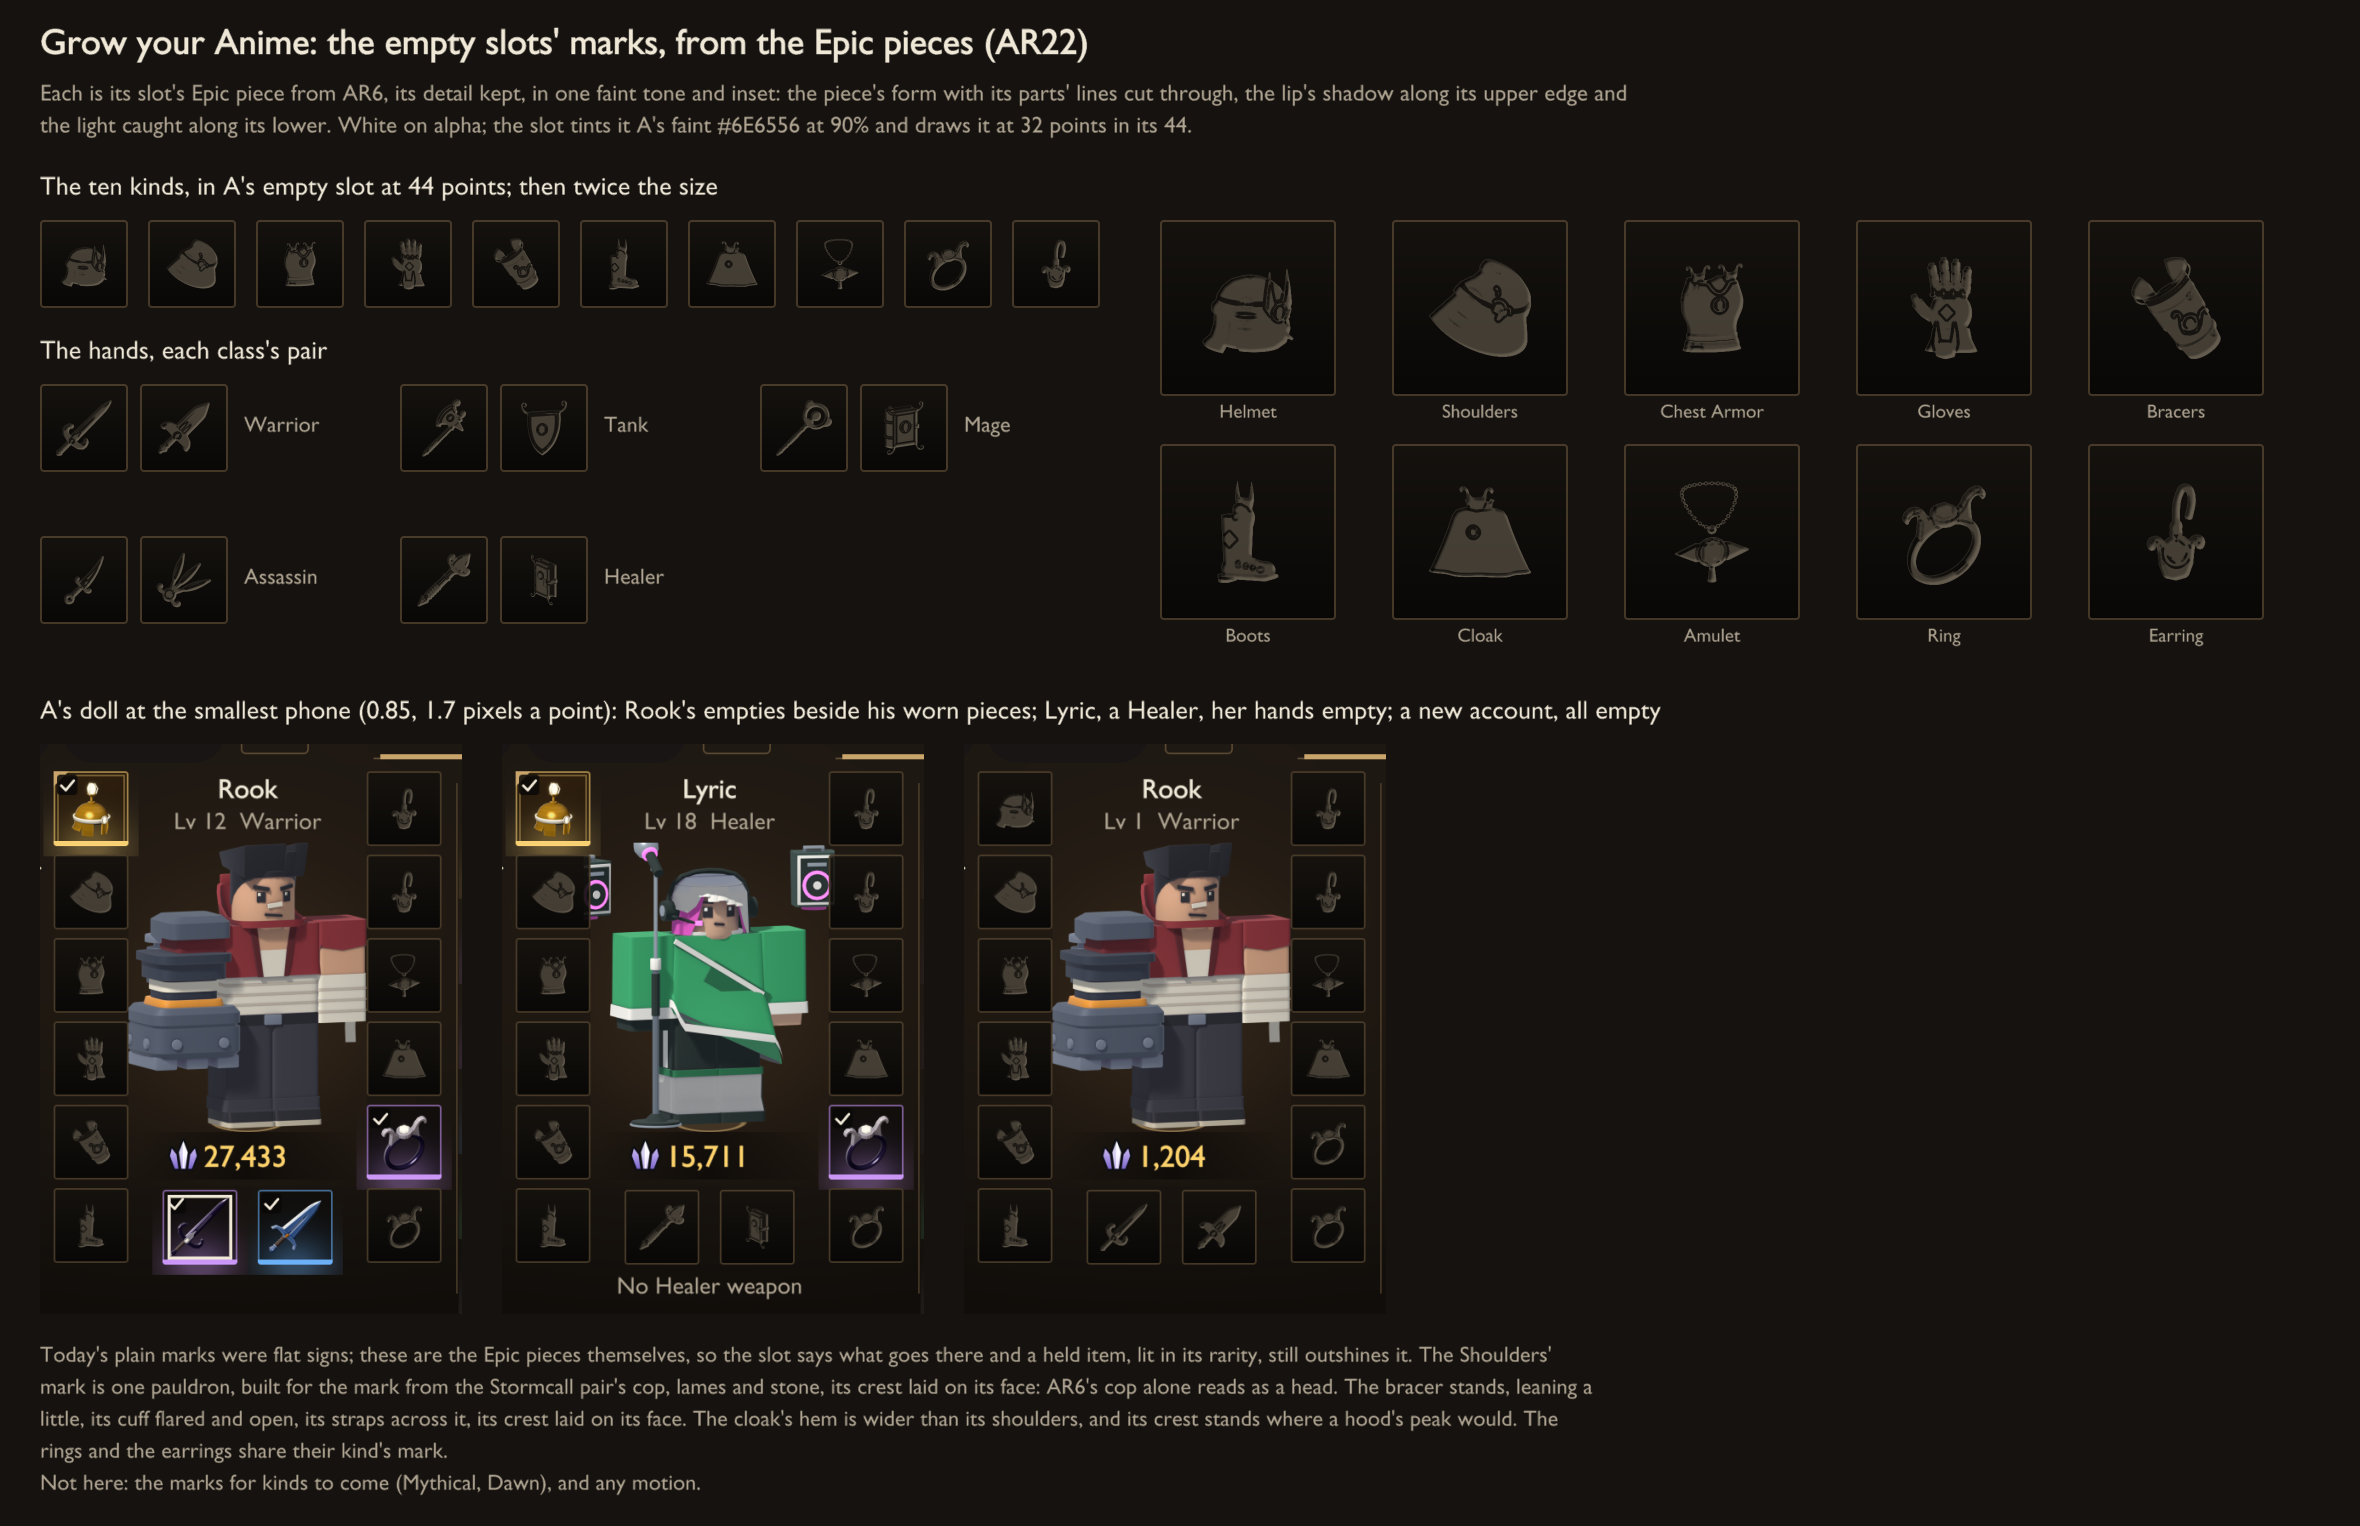 Grow your Anime: the empty slots' marks, from the Epic pieces (AR22)
Each is its slot's Epic piece from AR6, its detail kept, in one faint tone and inset: the piece's form with its parts' lines cut through, the lip's shadow along its upper edge and
the light caught along its lower. White on alpha; the slot tints it A's faint #6E6556 at 90% and draws it at 32 points in its 44.
The ten kinds, in A's empty slot at 44 points; then twice the size
The hands, each class's pair
Warrior
Tank
Mage
Assassin
Healer
Helmet
Shoulders
Chest Armor
Gloves
Bracers
Boots
Cloak
Amulet
Ring
Earring
A's doll at the smallest phone (0.85, 1.7 pixels a point): Rook's empties beside his worn pieces; Lyric, a Healer, her hands empty; a new account, all empty
Rook
Lv 12 Warrior
27,433
Lyric
Lv 18 Healer
15,711
No Healer weapon
Rook
Lv 1 Warrior
1,204
Today's plain marks were flat signs; these are the Epic pieces themselves, so the slot says what goes there and a held item, lit in its rarity, still outshines it. The Shoulders'
mark is one pauldron, built for the mark from the Stormcall pair's cop, lames and stone, its crest laid on its face: AR6's cop alone reads as a head. The bracer stands, leaning a
little, its cuff flared and open, its straps across it, its crest laid on its face. The cloak's hem is wider than its shoulders, and its crest stands where a hood's peak would. The
rings and the earrings share their kind's mark.
Not here: the marks for kinds to come (Mythical, Dawn), and any motion.